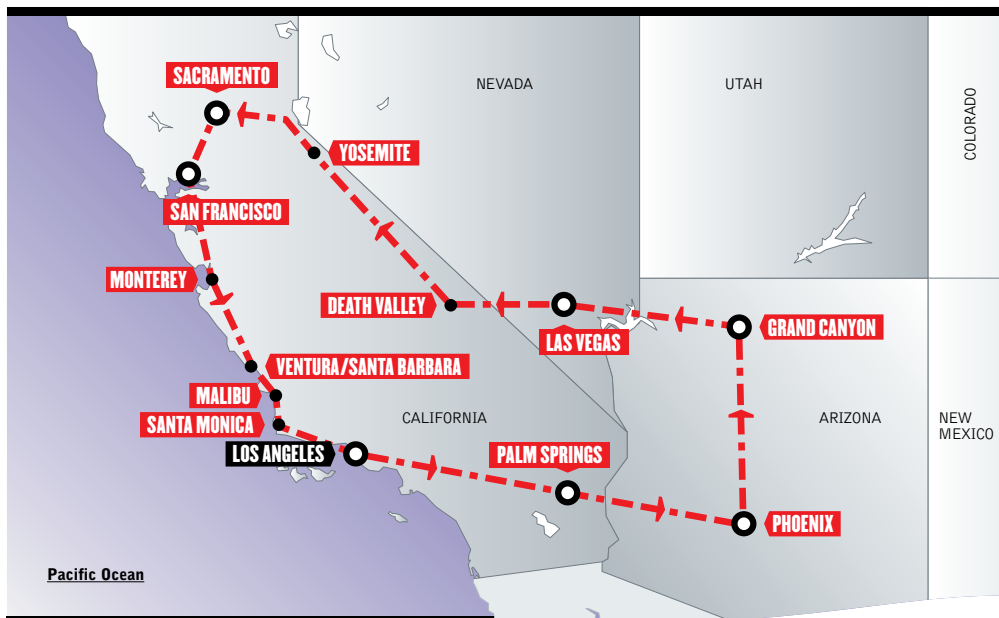 SACRAMENTO
NEVADA
UTAH
COLORADO
YOSEMITE
SAN FRANCISCO
MONTEREY
DEATH VALLEY
LAS VEGAS
GRAND CANYON
VENTURA/SANTA BARBARA
MALIBU
SANTA MONICA
CALIFORNIA
ARIZONA
NEW
MEXICO
LOS ANGELES
PALM SPRINGS
PHOENIX
Pacific Ocean